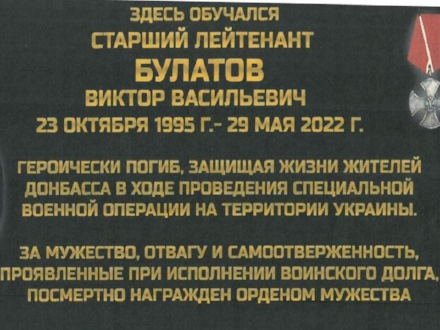 ЗДЕСЬ ОБУЧАЛСЯ
СТАРШИЙ ЛЕЙТЕНАНТ
БУЛАТОВ
ВИКТОР ВАСИЛЬЕВИЧ
23 ОКТЯБРЯ 1995 Г.- 29 МАЯ 2022 Г.
ГЕРОИЧЕСКИ ПОГИБ, ЗАЩИЩАЯ ЖИЗНИ ЖИТЕЛЕЙ
ДОНБАССА В ХОДЕ ПРОВЕДЕНИЯ СПЕЦИАЛЬНОЙ
ВОЕННОЙ ОПЕРАЦИИ НА ТЕРРИТОРИИ УКРАИНЫ.
ЗА МУЖЕСТВО, ОТВАГУ И САМООТВЕРЖЕННОСТЬ,
ПРОЯВЛЕННЫЕ ПРИ ИСПОЛНЕНИИ ВОИНСКОГО ДОЛГА,
ПОСМЕРТНО НАГРАЖДЕН ОРДЕНОМ МУЖЕСТВА